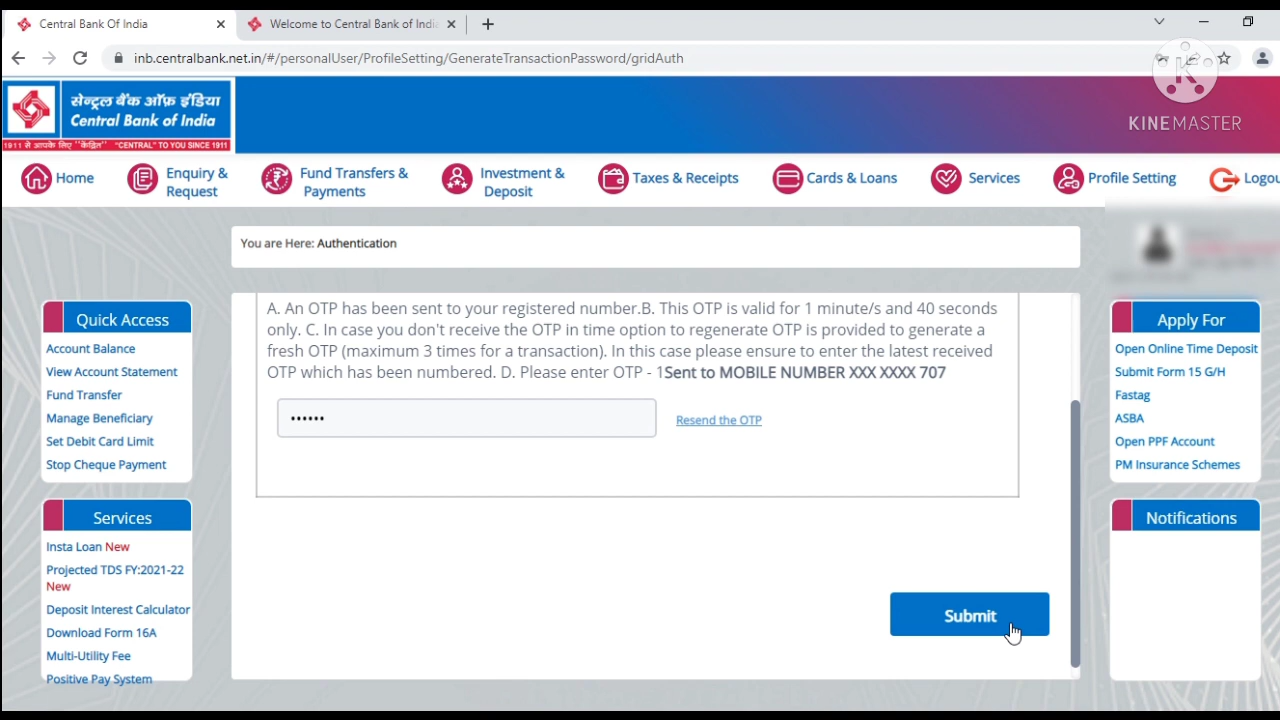 Central Bank Of India
Welcome to Central Bank of Indi
inb.centralbank.net.in/#/personalUser/ProfileSetting/GenerateTransactionPassword/gridAuth
सेन्ट्रल बैंक ऑफ़ इंडिया
Central Bank of India
1911 से आपके लिए "केंद्रित" "CENTRAL" TO YOU SINCE 1911
K
KINEMASTER
Home
Enquiry &
Request
Fund Transfers &
Payments
Investment &
Deposit
Taxes & Receipts
Cards & Loans
Services
Profile Setting
Logou
You are Here: Authentication
Quick Access
Account Balance
View Account Statement
Fund Transfer
Manage Beneficiary
Set Debit Card Limit
Stop Cheque Payment
Services
Insta Loan New
Projected TDS FY:2021-22
New
Deposit Interest Calculator
Download Form 16A
Multi-Utility Fee
Positive Pay System
A. An OTP has been sent to your registered number.B. This OTP is valid for 1 minute/s and 40 seconds
only. C. In case you don't receive the OTP in time option to regenerate OTP is provided to generate a
fresh OTP (maximum 3 times for a transaction). In this case please ensure to enter the latest received
OTP which has been numbered. D. Please enter OTP - 1Sent to MOBILE NUMBER XXX XXXX 707
••••••
Resend the OTP
Submit
Apply For
Open Online Time Deposit
Submit Form 15 G/H
Fastag
ASBA
Open PPF Account
PM Insurance Schemes
Notifications